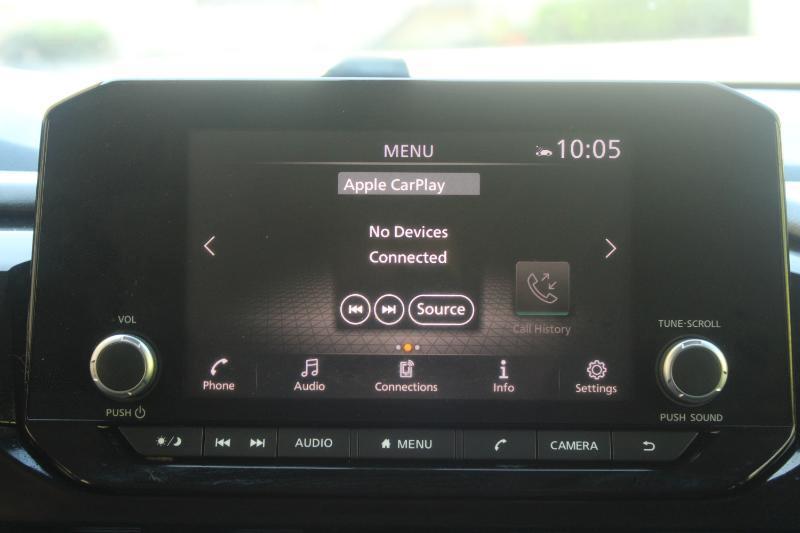 MENU
10:05
Apple CarPlay
No Devices
Connected
Source
Call History
VOL
TUNE·SCROLL
Phone
Audio
Connections
Info
Settings
PUSH
PUSH SOUND
AUDIO
MENU
CAMERA